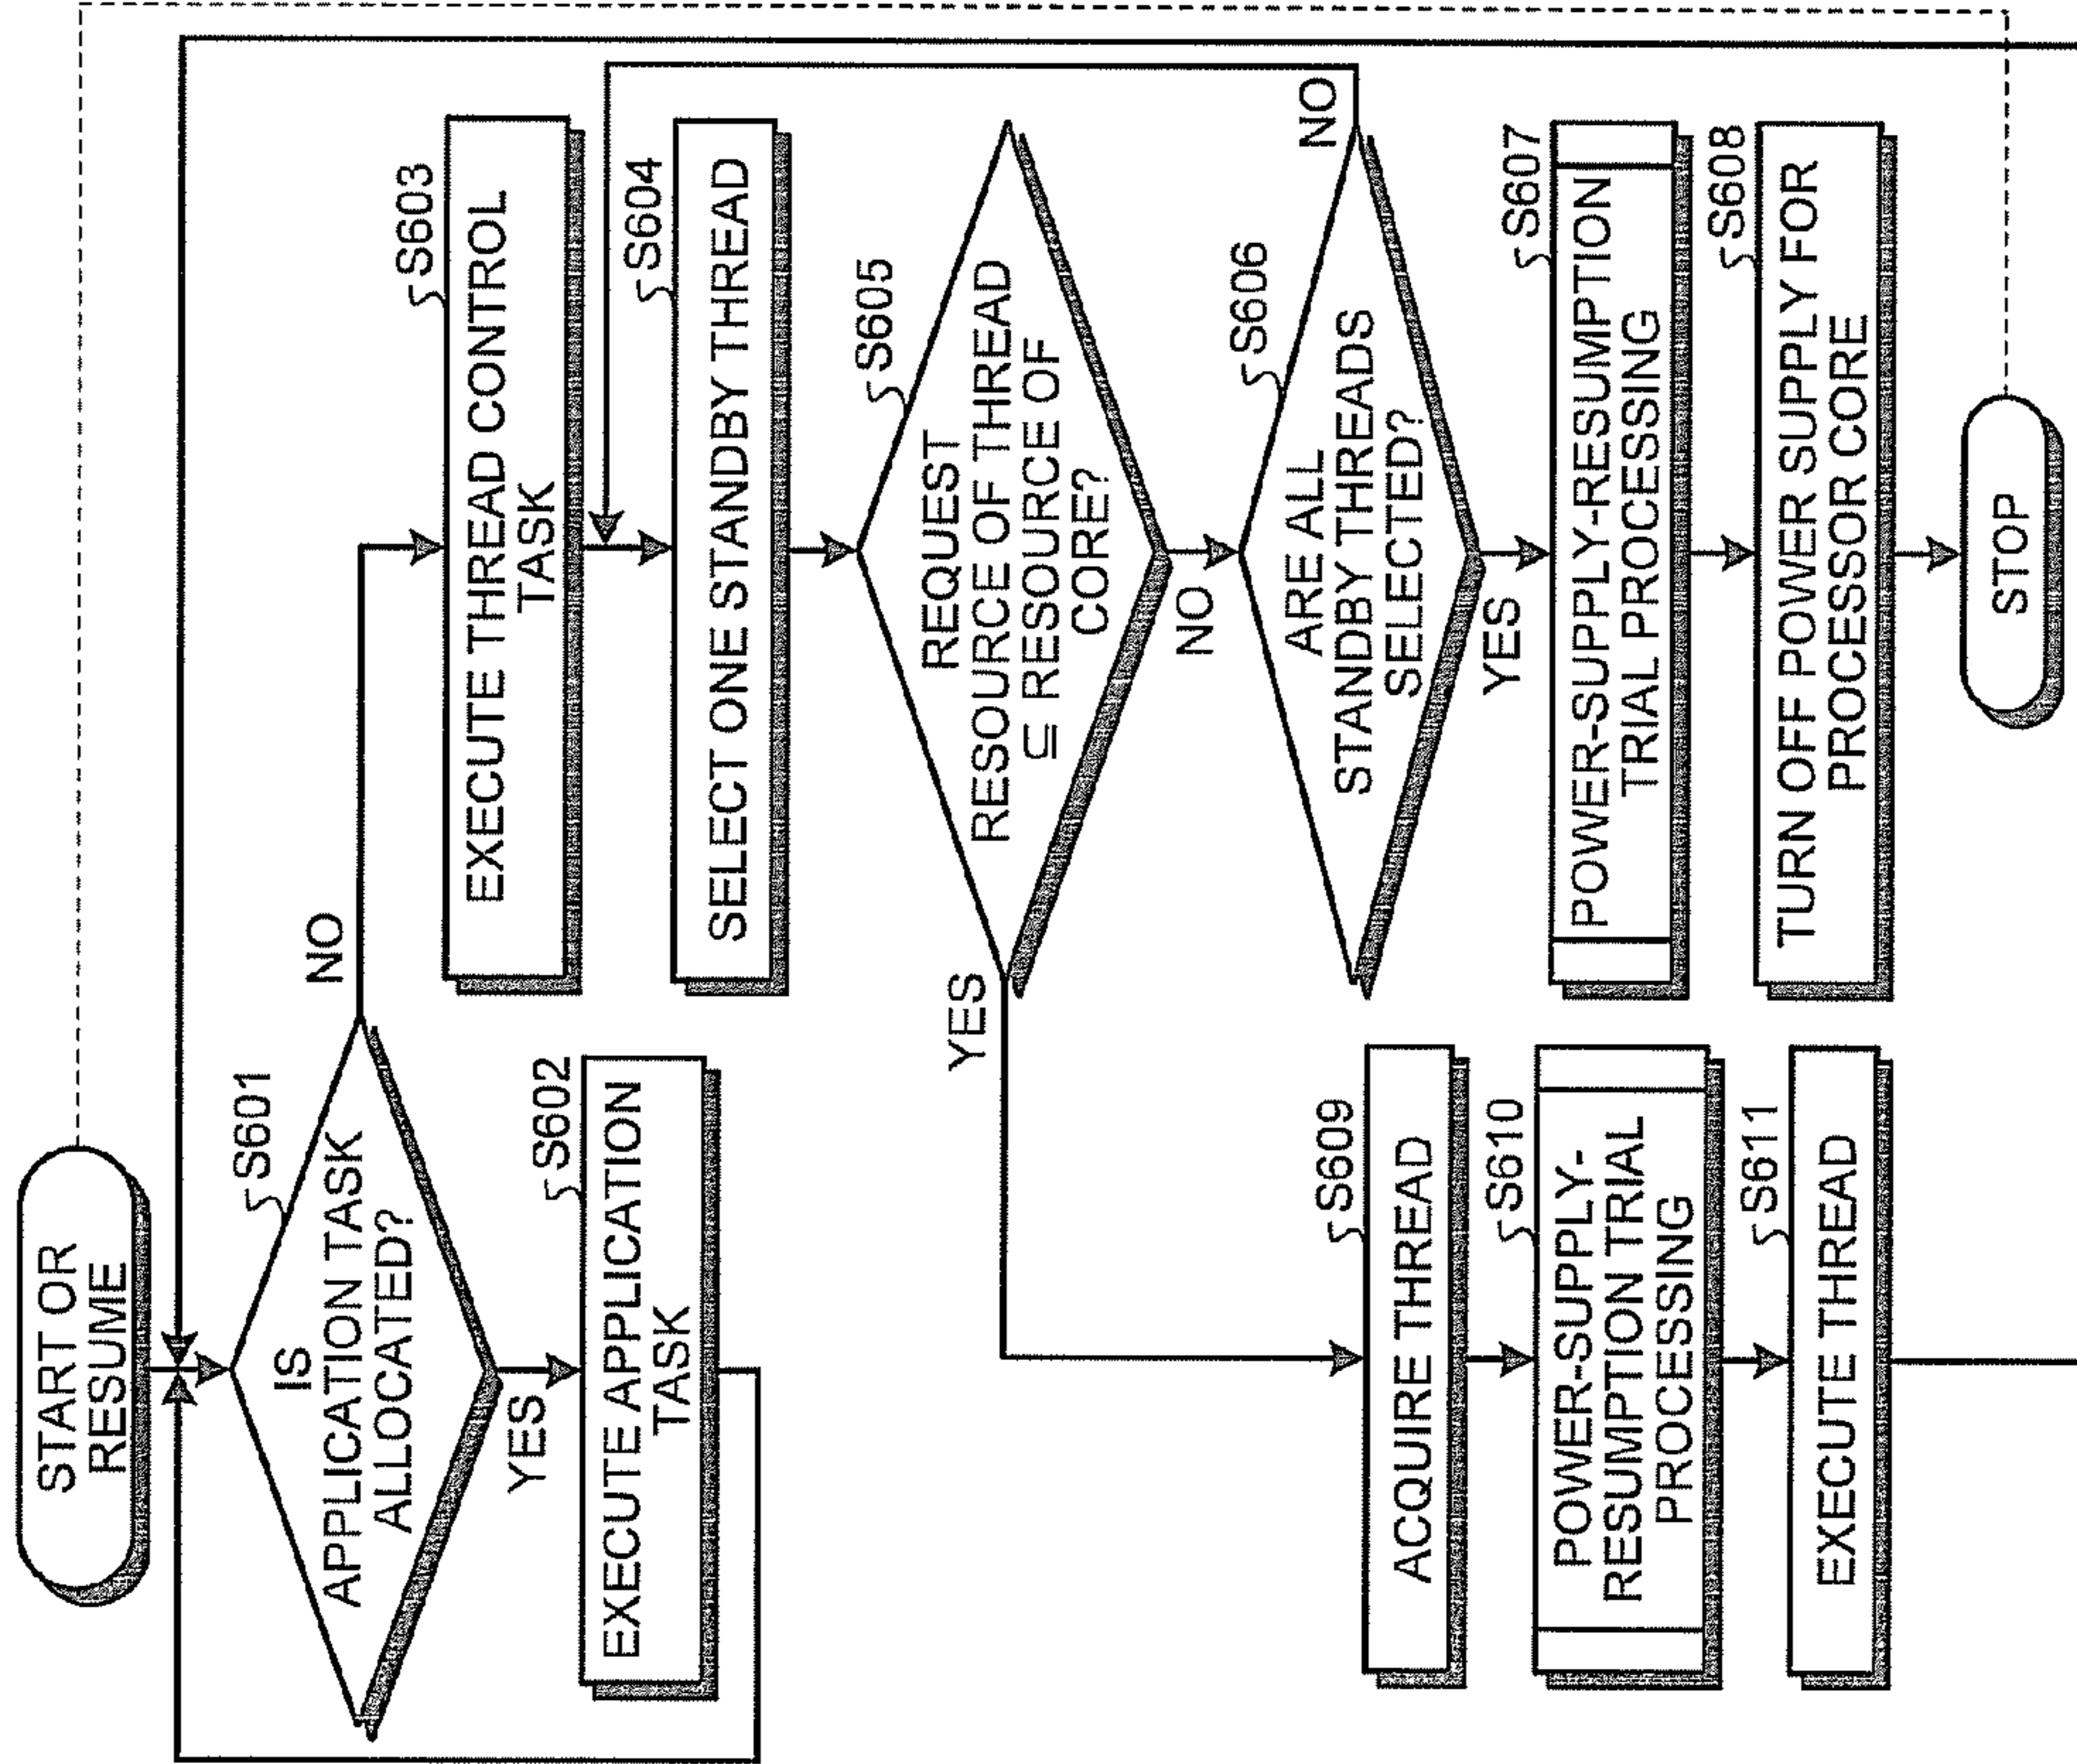 START OR
RESUME
S601
IS
APPLICATION TASK
ALLOCATED?
NO
YES
S602
EXECUTE APPLICATION
TASK
S603
EXECUTE THREAD CONTROL
TASK
S604
SELECT ONE STANDBY THREAD
S605
REQUEST
RESOURCE OF THREAD
⊆ RESOURCE OF
CORE?
YES
NO
S606
ARE ALL
STANDBY THREADS
SELECTED?
NO
YES
S607
POWER-SUPPLY-RESUMPTION
TRIAL PROCESSING
S608
TURN OFF POWER SUPPLY FOR
PROCESSOR CORE
STOP
S609
ACQUIRE THREAD
S610
POWER-SUPPLY-
RESUMPTION TRIAL
PROCESSING
S611
EXECUTE THREAD